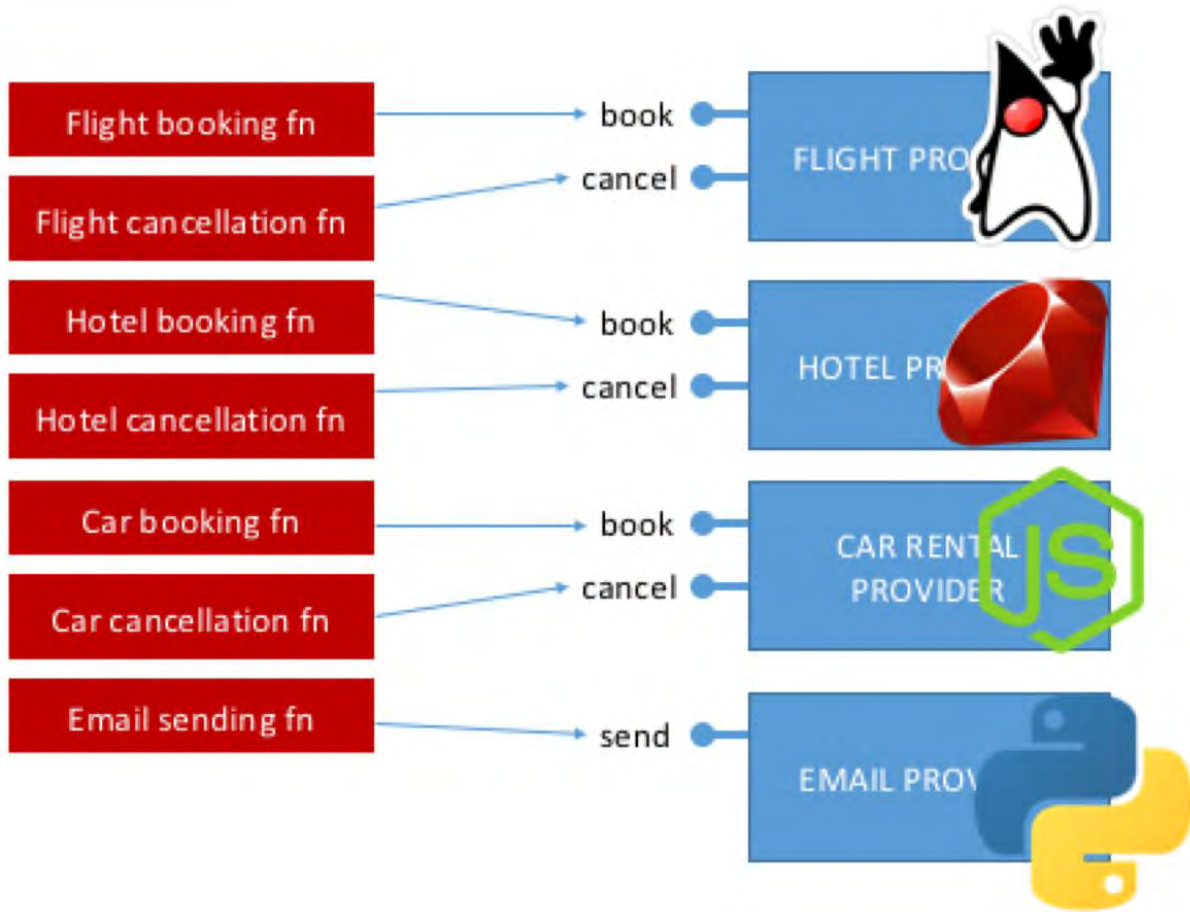 Flight booking fn
book
FLIGHT PRO
Flight cancellation fn
cancel
Hotel booking fn
book
HOTEL PR
Hotel cancellation fn
cancel
Car booking fn
book
CAR RENTAL
PROVIDER
Car cancellation fn
cancel
Email sending fn
send
EMAIL PROV
JS